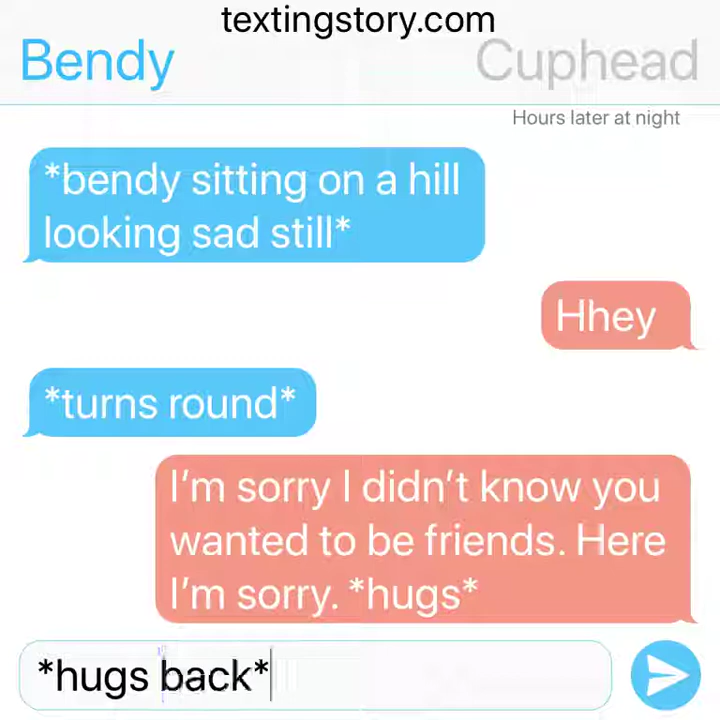 textingstory.com
Bendy
Cuphead
Hours later at night
*bendy sitting on a hill
looking sad still*
Hhey
*turns round*
I'm sorry I didn't know you
wanted to be friends. Here
I'm sorry. *hugs*
*hugs back*